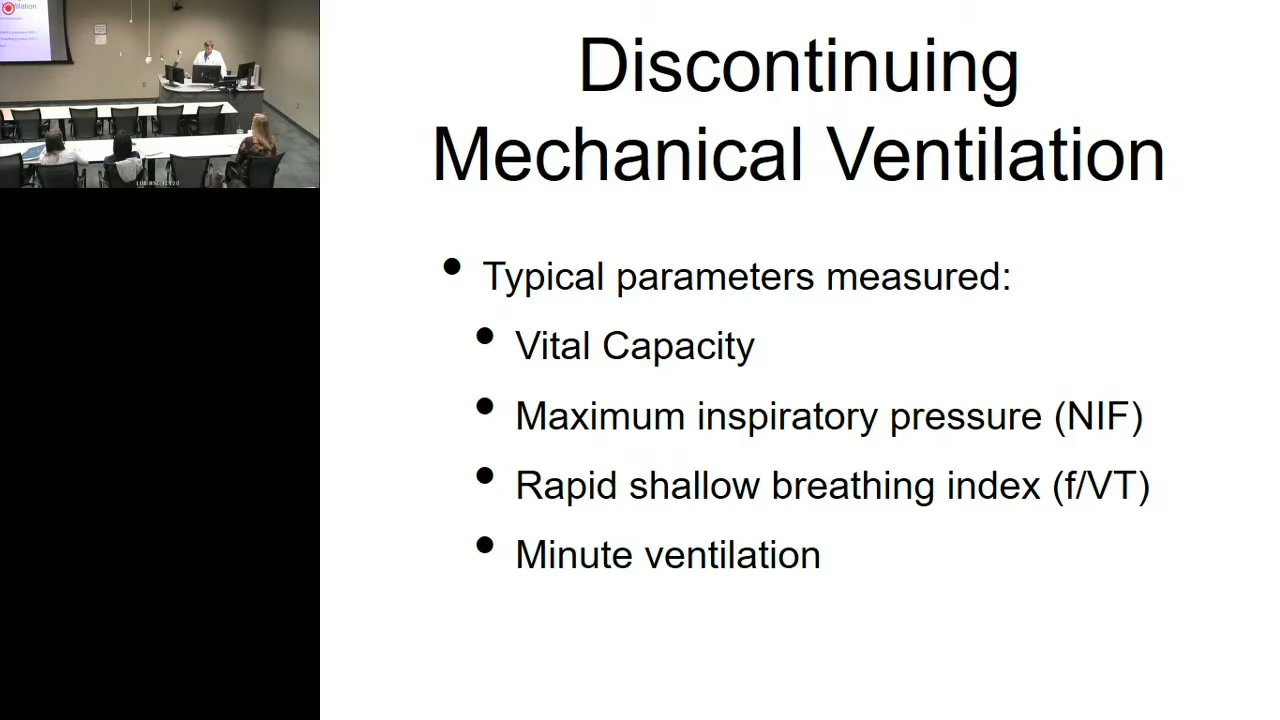 Discontinuing
Mechanical Ventilation
• Typical parameters measured:
• Vital Capacity
• Maximum inspiratory pressure (NIF)
• Rapid shallow breathing index (f/VT)
• Minute ventilation